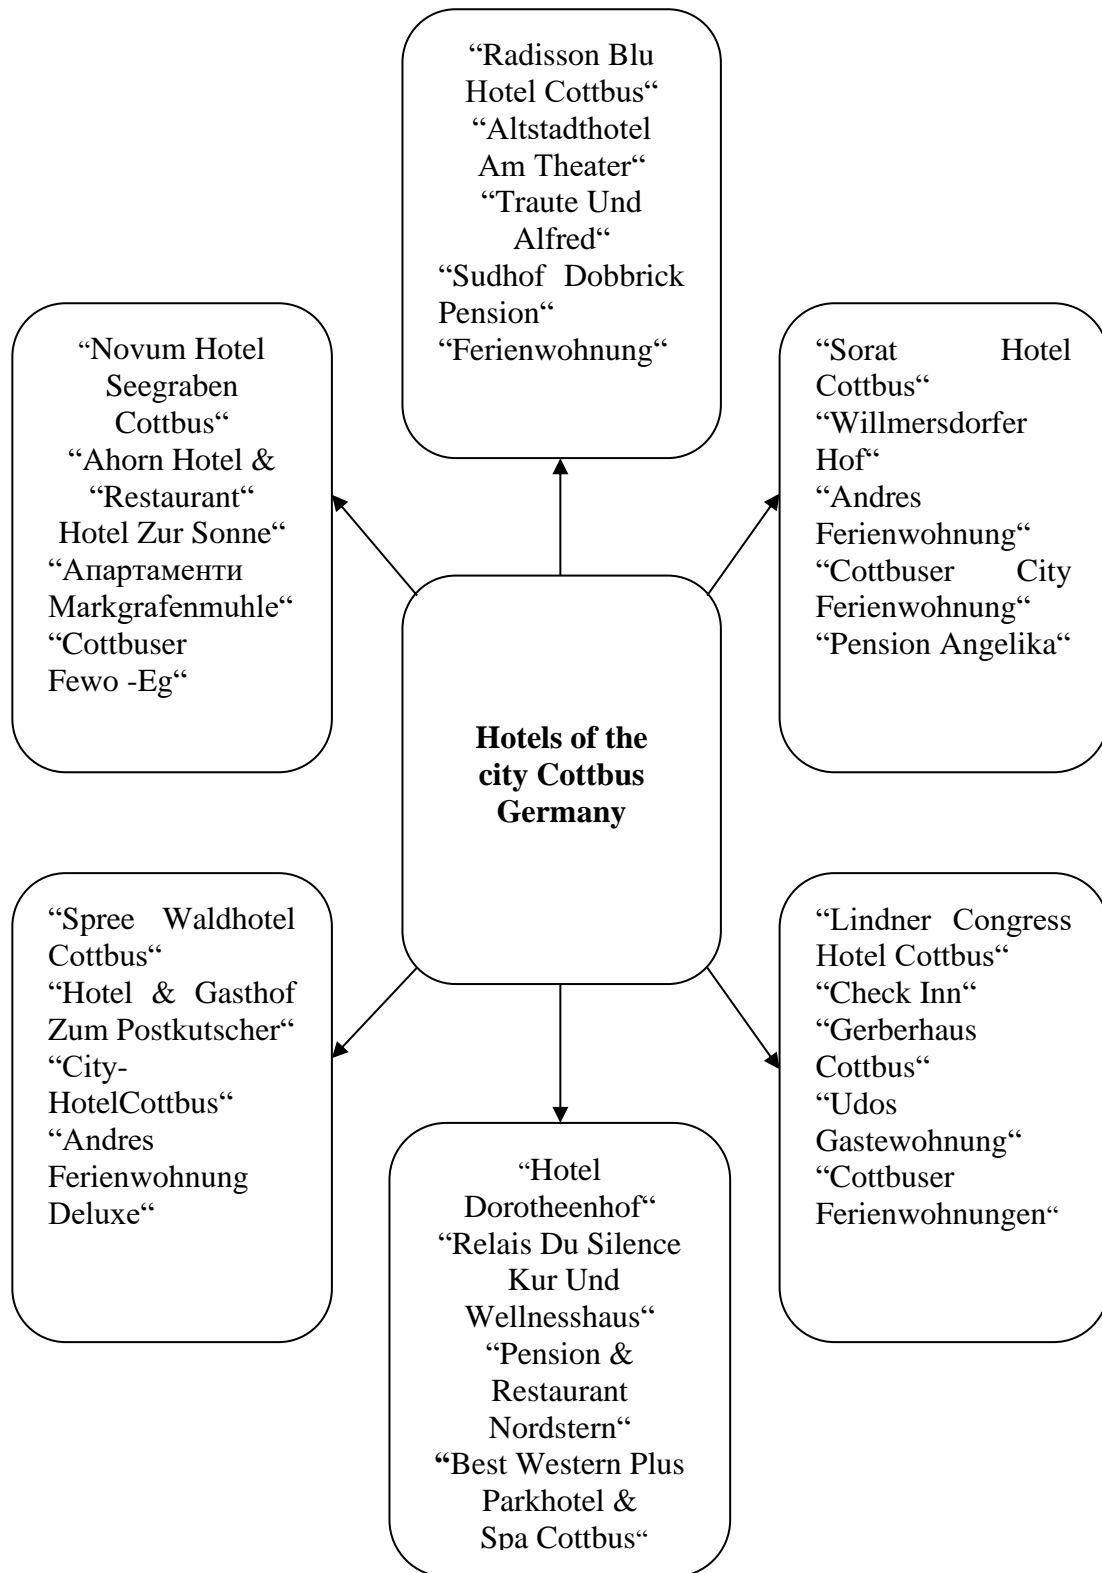 “Radisson Blu
Hotel Cottbus“
“Altstadthotel
Am Theater“
“Traute Und
Alfred“
“Sudhof Dobbrick
Pension“
“Ferienwohnung“
“Novum Hotel
Seegraben
Cottbus“
“Ahorn Hotel &
“Restaurant“
Hotel Zur Sonne“
“Апартаменти
Markgrafenmuhle“
“Cottbuser
Fewo -Eg“
“Sorat Hotel
Cottbus“
“Willmersdorfer
Hof“
“Andres
Ferienwohnung“
“Cottbuser City
Ferienwohnung“
“Pension Angelika“
Hotels of the
city Cottbus
Germany
“Spree Waldhotel
Cottbus“
“Hotel & Gasthof
Zum Postkutscher“
“City-
HotelCottbus“
“Andres
Ferienwohnung
Deluxe“
“Lindner Congress
Hotel Cottbus“
“Check Inn“
“Gerberhaus
Cottbus“
“Udos
Gastewohnung“
“Cottbuser
Ferienwohnungen“
“Hotel
Dorotheenhof“
“Relais Du Silence
Kur Und
Wellnesshaus“
“Pension &
Restaurant
Nordstern“
“Best Western Plus
Parkhotel &
Spa Cottbus“